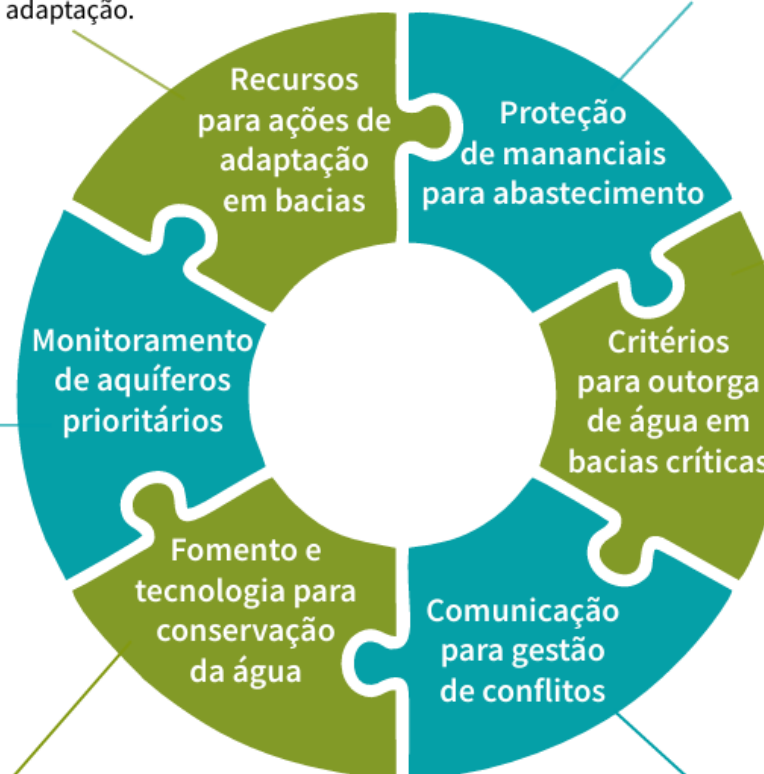 adaptação.
Recursos
para ações de
adaptação
em bacias
Proteção
de mananciais
para abastecimento
Critérios
para outorga
de água em
bacias críticas
Comunicação
para gestão
de conflitos
Fomento e
tecnologia para
conservação
da água
Monitoramento
de aquíferos
prioritários